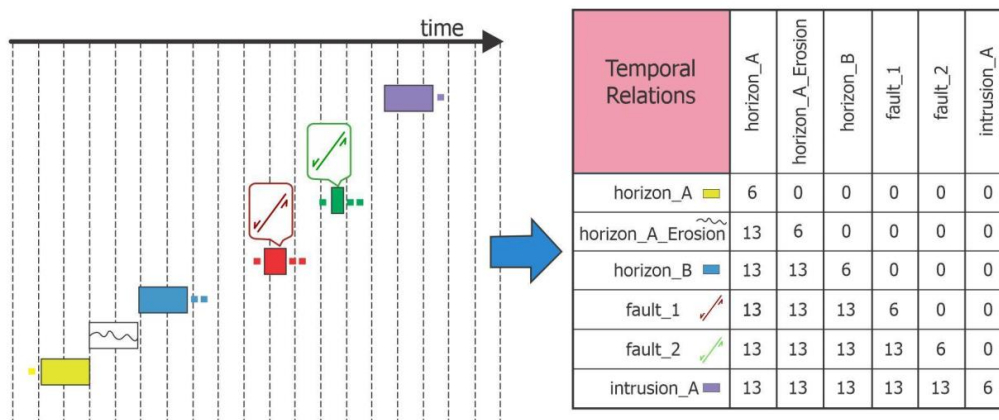 time
Temporal
Relations
horizon_A
horizon_A_Erosion
horizon_B
fault_1
fault_2
intrusion_A
horizon_A 6 0 0 0 0 0
horizon_A_Erosion 13 6 0 0 0 0
horizon_B 13 13 6 0 0 0
fault_1 13 13 13 6 0 0
fault_2 13 13 13 13 6 0
intrusion_A 13 13 13 13 13 6